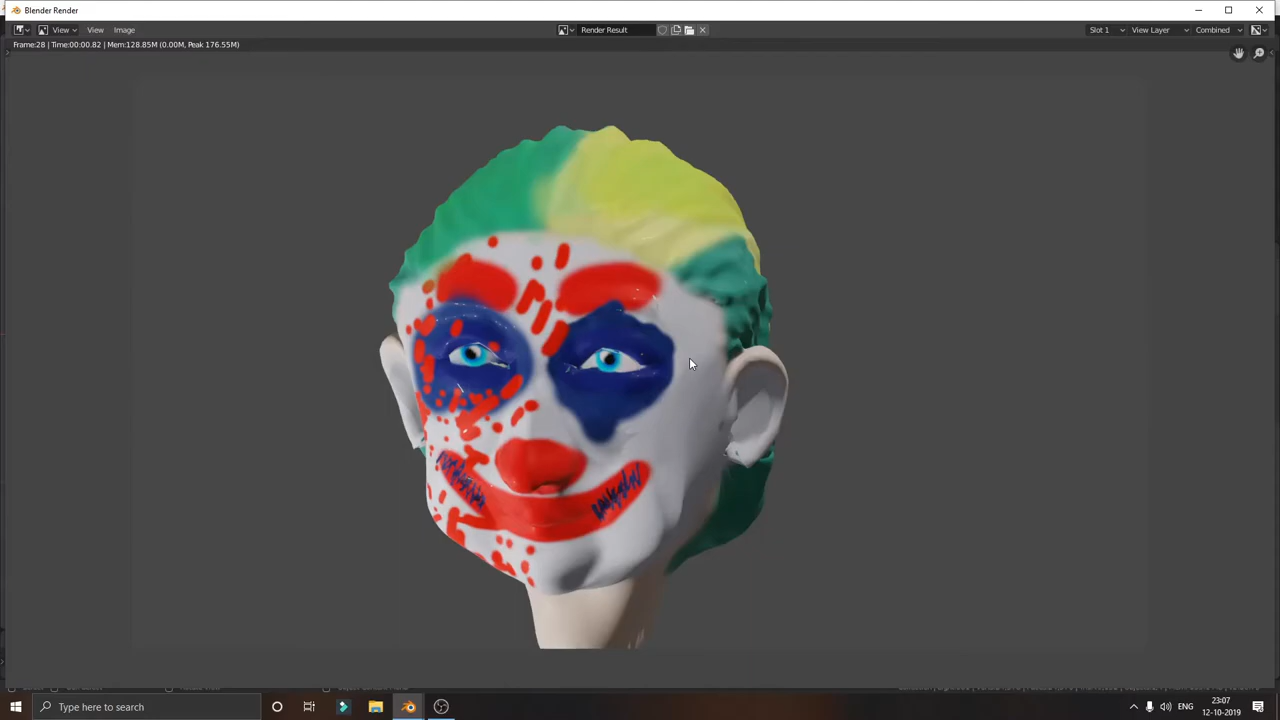 Blender Render
View View Image Render Result Slot 1 View Layer Combined
Frame:28 | Time:00:00.82 | Mem:128.85M (0.00M, Peak 176.55M)
Type here to search ENG 23:07
12-10-2019